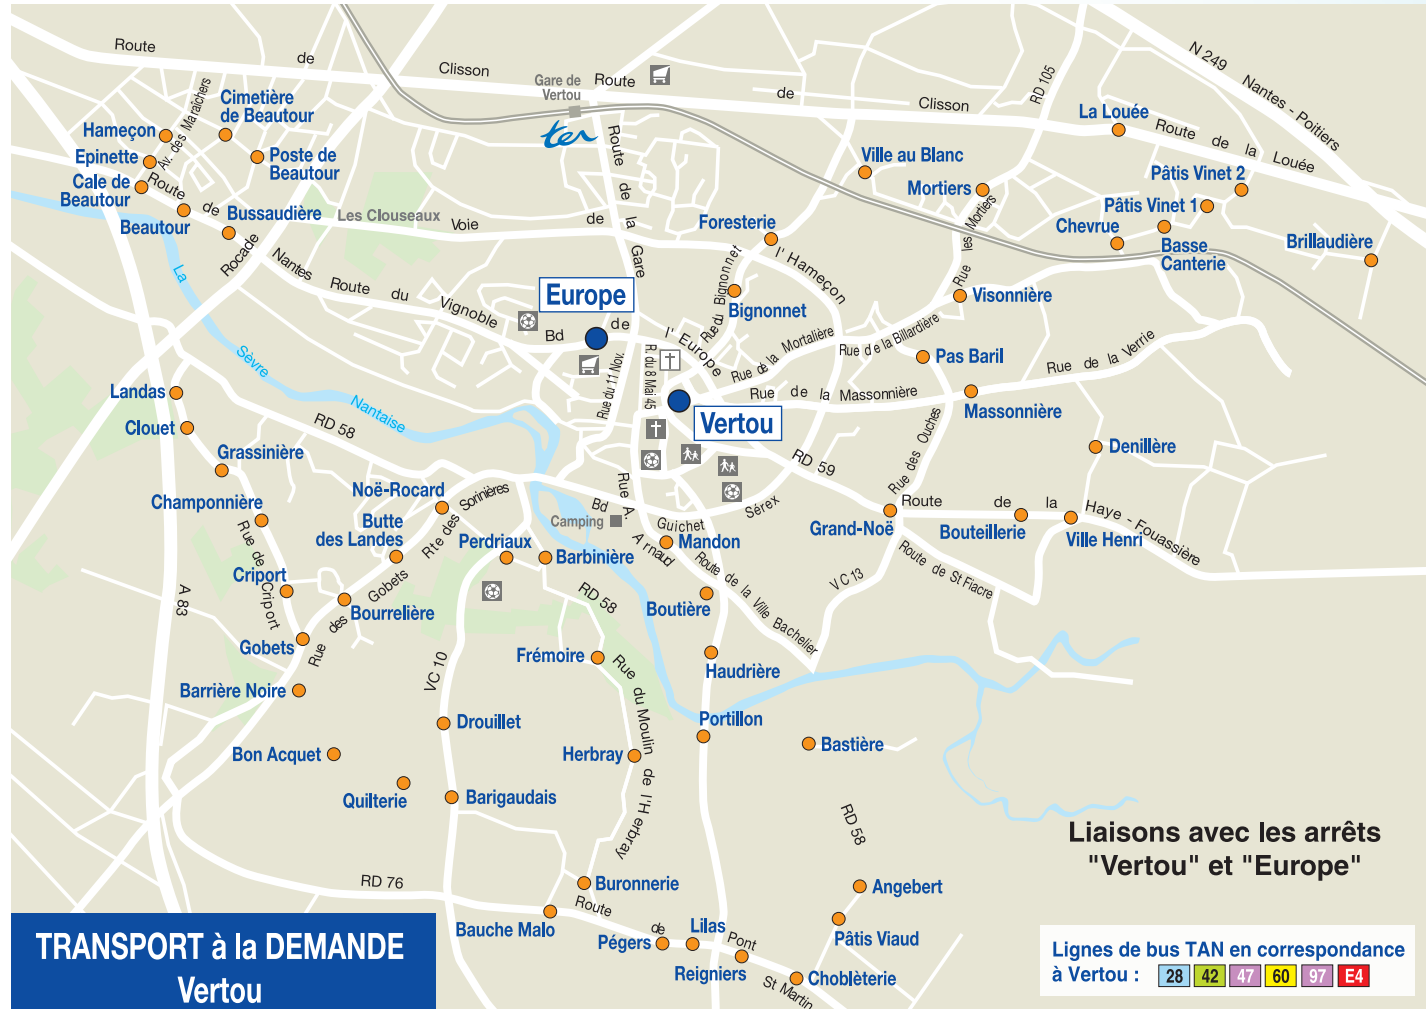 Route de Clisson
Gare de
Vertou
Route de Clisson
RD 105
N 249 Nantes - Poitiers
ter
Cimetière
de Beautour
Hameçon
Av. des Maraîchers
Epinette
Poste de
Beautour
Cale de
Beautour
Route de
Beautour
Bussaudière
Les Clouseaux
Voie de l'Hameçon
Route de la Gare
La Louée
Route de la Louée
Ville au Blanc
Mortiers
Pâtis Vinet 2
Pâtis Vinet 1
Chevrue
Basse
Canterie
Brillaudière
Foresterie
Rue les Mortiers
La Sèvre Nantaise
Rocade
Nantes
Route du Vignoble
Europe
Bd de l'Europe
Rue du Bignonnet
Bignonnet
Visonnière
Rue de la Mortalière
Rue de la Billardière
Pas Baril
Rue de la Verrie
Rue du 11 Nov.
R. du 8 Mai 45
Rue de la Massonnière
Massonnière
Landas
Vertou
Clouet
RD 58
RD 59
Rue des Ouches
Denillère
Grassinière
Champonnière
Noë-Rocard
Rte des Sorinières
Butte
des Landes
Perdriaux
Barbinière
Camping
Rue A. Arnaud
Bd Guichet Sérex
Mandon
Grand-Noë
Route de la Haye - Fouassière
Bouteillerie
Ville Henri
Rue de Criport
Criport
A 83
Rue des Gobets
Bourrelière
RD 58
Boutière
Route de la Ville Bachelier
V C 13
Route de St Fiacre
Gobets
VC 10
Frémoire
Haudrière
Barrière Noire
Rue du Moulin de l'Herbray
Drouillet
Portillon
Bon Acquet
Herbray
Bastière
Quilterie
Barigaudais
RD 58
Liaisons avec les arrêts
"Vertou" et "Europe"
RD 76
Buronnerie
Angebert
Bauche Malo
Route de Pont St Martin
Pégers
Lilas
Reigniers
Pâtis Viaud
Choblèterie
TRANSPORT à la DEMANDE
Vertou
Lignes de bus TAN en correspondance
à Vertou : 28 42 47 60 97 E4